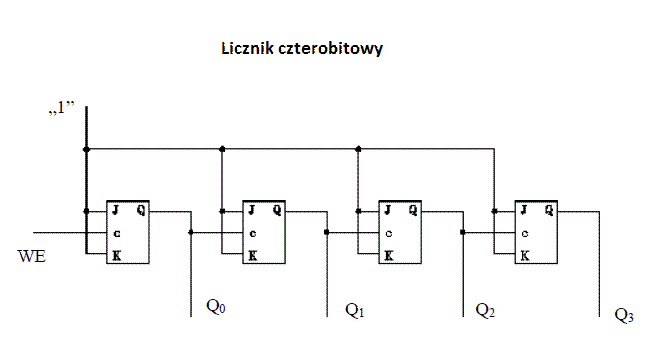 Licznik czterobitowy
„1”
J Q J Q J Q J Q
c c c c
K K K K
WE
Q0 Q1 Q2 Q3